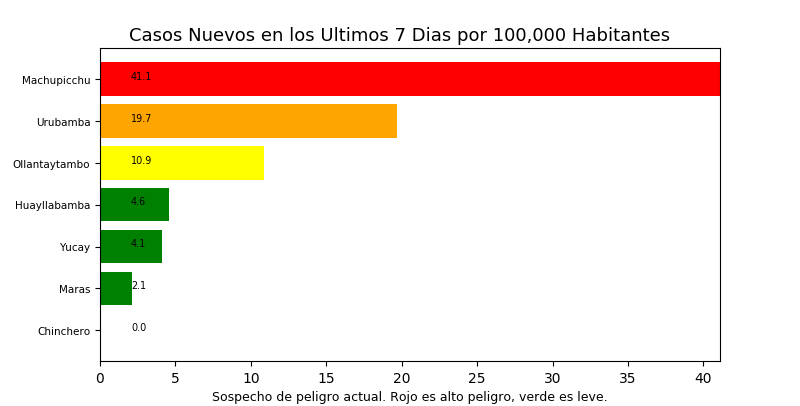 Casos Nuevos en los Ultimos 7 Dias por 100,000 Habitantes
Machupicchu 41.1
Urubamba 19.7
Ollantaytambo 10.9
Huayllabamba 4.6
Yucay 4.1
Maras 2.1
Chinchero 0.0
0 5 10 15 20 25 30 35 40
Sospecho de peligro actual. Rojo es alto peligro, verde es leve.